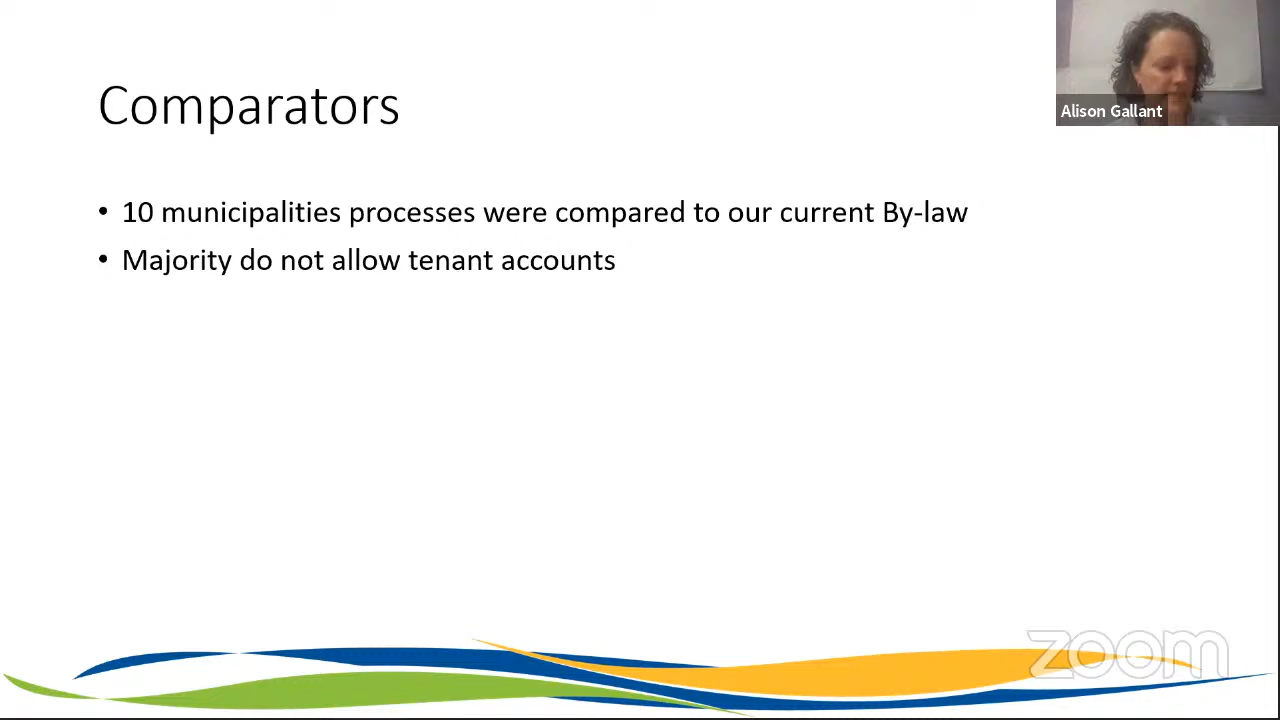 Comparators
Alison Gallant
• 10 municipalities processes were compared to our current By-law
• Majority do not allow tenant accounts
zoom